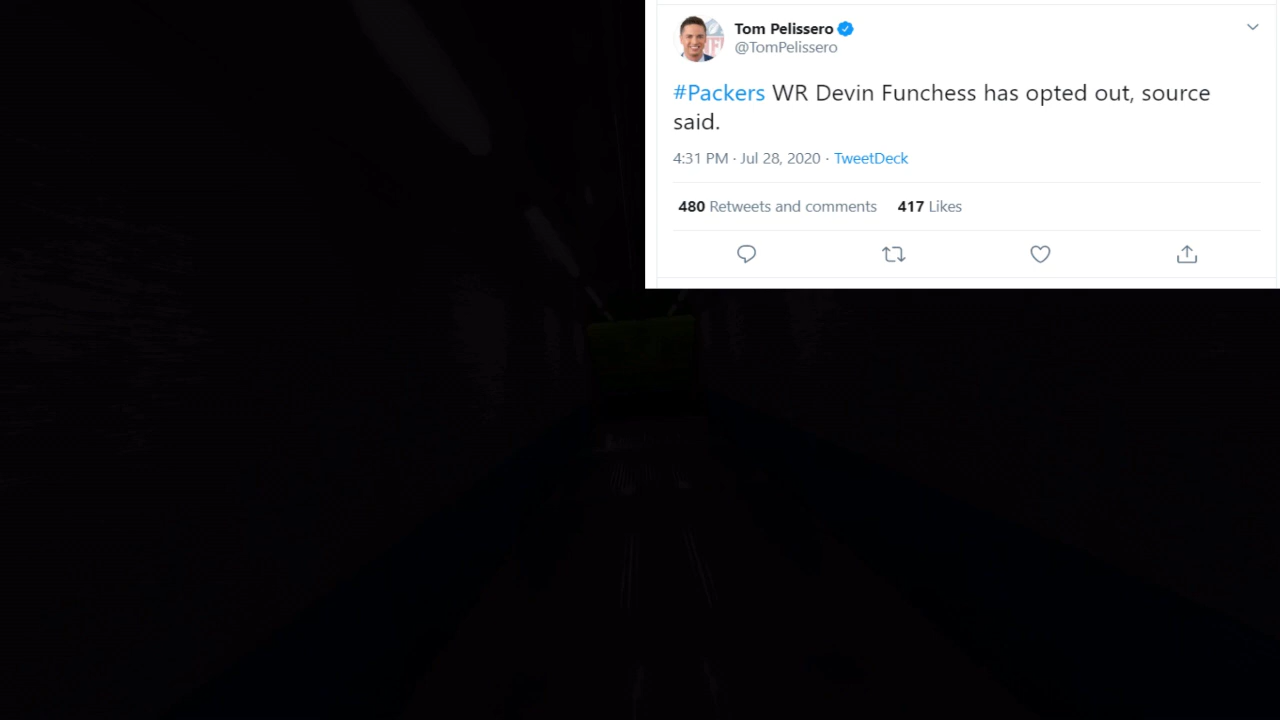 Tom Pelissero
@TomPelissero
#Packers WR Devin Funchess has opted out, source
said.
4:31 PM · Jul 28, 2020 · TweetDeck
480 Retweets and comments 417 Likes